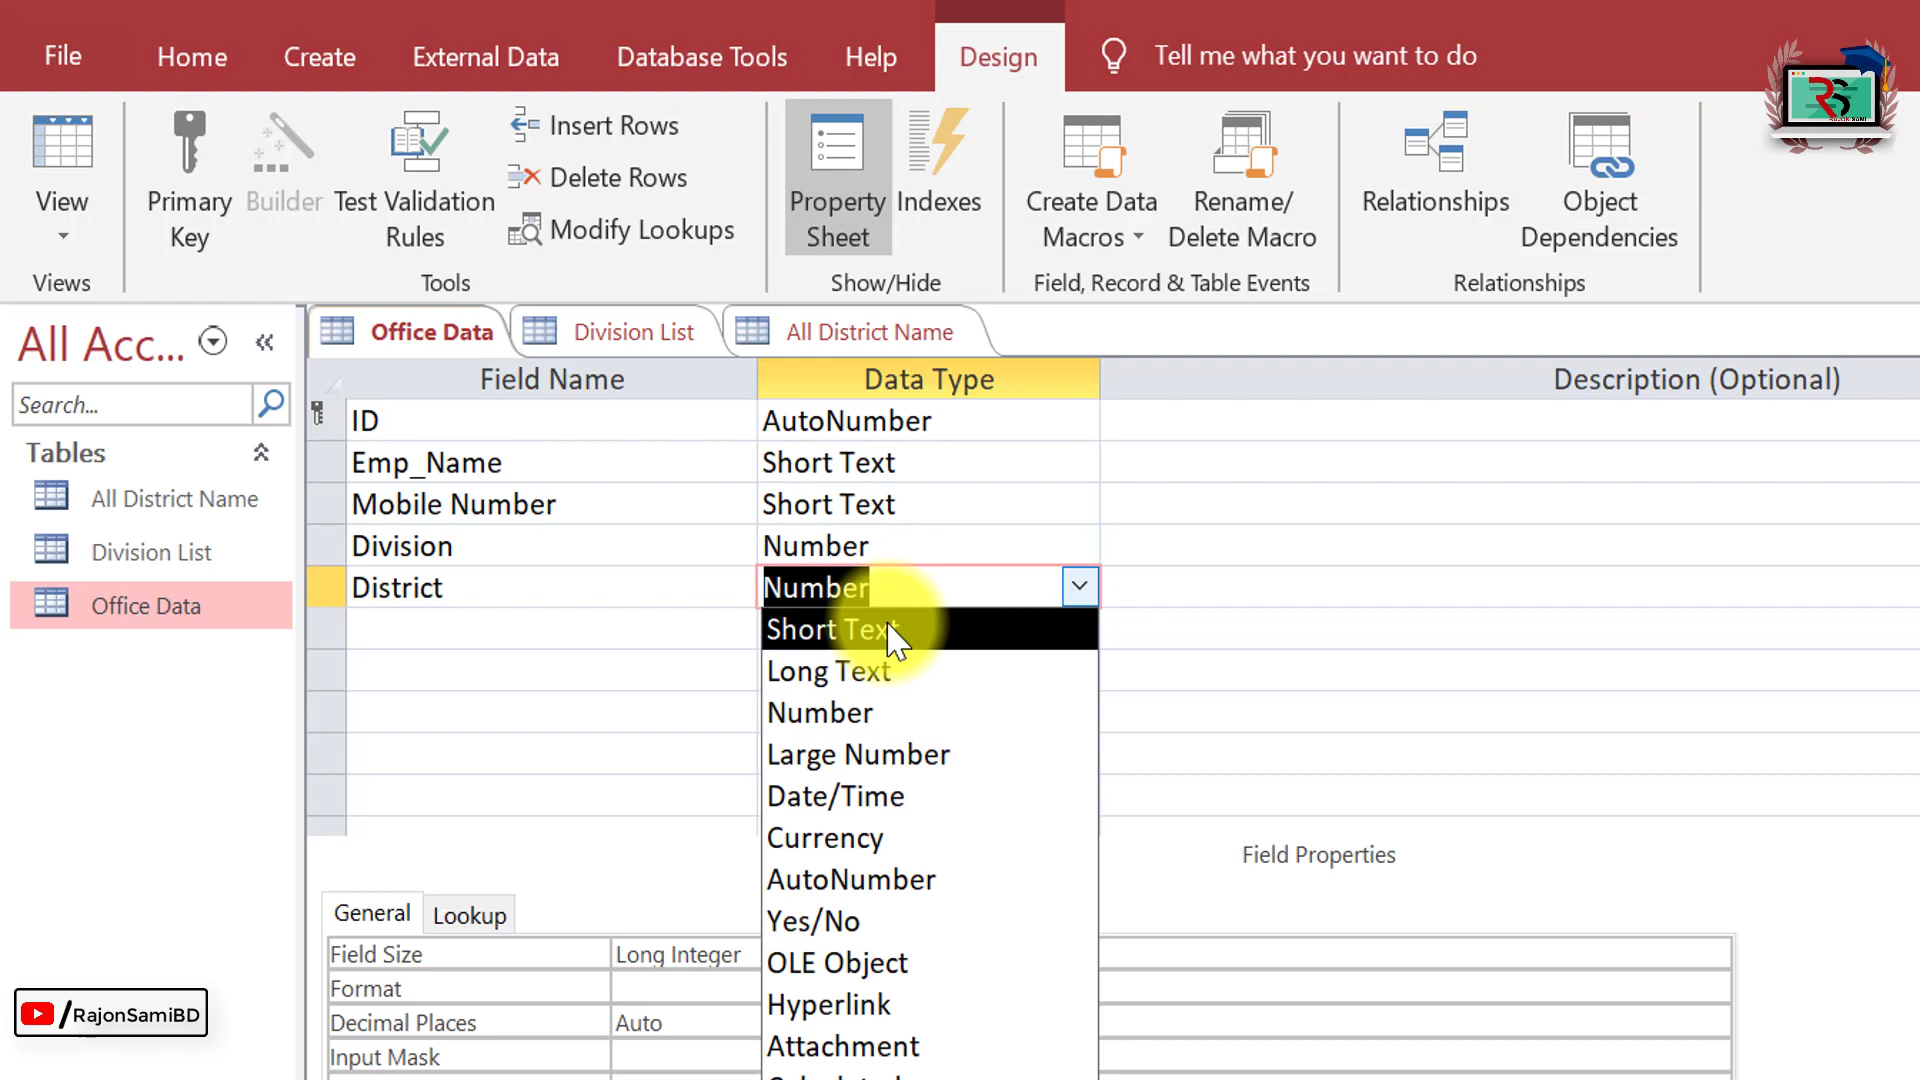 File
Home
Create
External Data
Database Tools
Help
Design
Tell me what you want to do
View
Primary
Key
Builder
Test Validation
Rules
Insert Rows
Delete Rows
Modify Lookups
Property
Sheet
Indexes
Create Data
Macros
Rename/
Delete Macro
Relationships
Object
Dependencies
Views
Tools
Show/Hide
Field, Record & Table Events
Relationships
All Acc...
Office Data
Division List
All District Name
Search...
Tables
All District Name
Division List
Office Data
Field Name
Data Type
Description (Optional)
ID
AutoNumber
Emp_Name
Short Text
Mobile Number
Short Text
Division
Number
District
Number
Short Text
Long Text
Number
Large Number
Date/Time
Currency
AutoNumber
Yes/No
OLE Object
Hyperlink
Attachment
Field Properties
General
Lookup
Field Size
Long Integer
Format
Decimal Places
Auto
Input Mask
/RajonSamiBD
RS